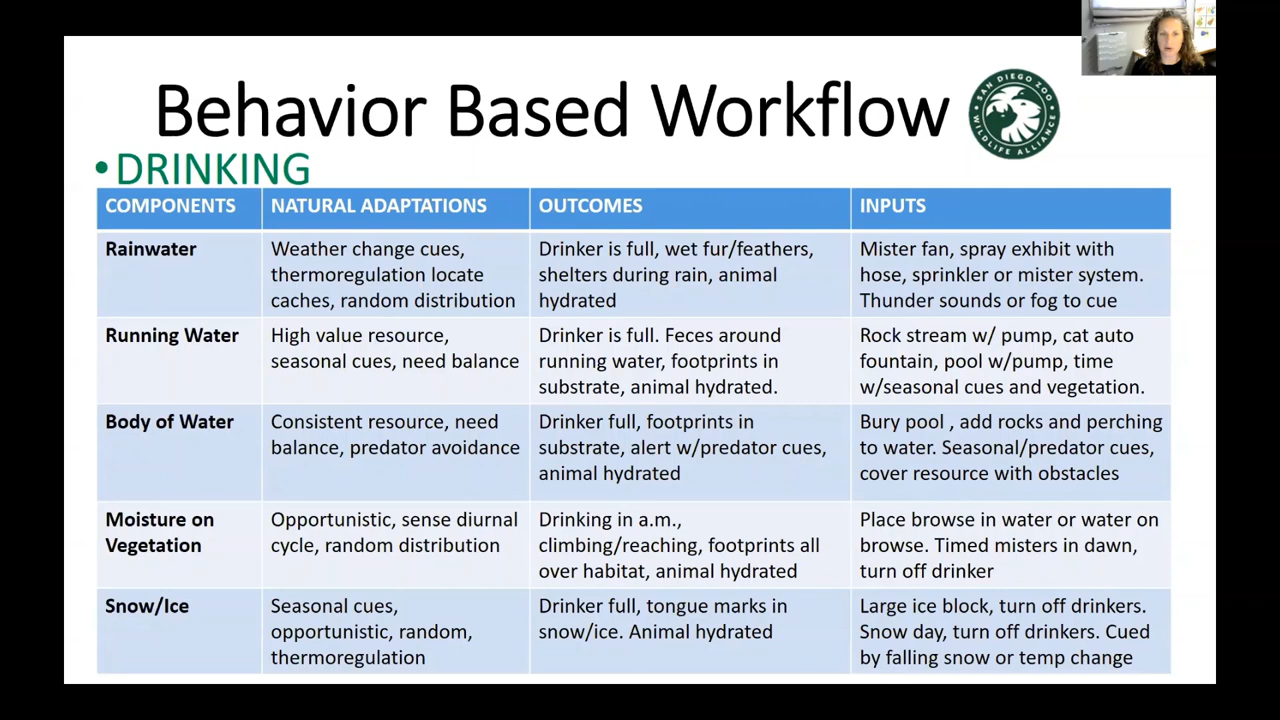 Behavior Based Workflow
SAN DIEGO ZOO
WILDLIFE ALLIANCE
•DRINKING
COMPONENTS NATURAL ADAPTATIONS OUTCOMES INPUTS
Rainwater
Weather change cues,
thermoregulation locate
caches, random distribution
Drinker is full, wet fur/feathers,
shelters during rain, animal
hydrated
Mister fan, spray exhibit with
hose, sprinkler or mister system.
Thunder sounds or fog to cue
Running Water
High value resource,
seasonal cues, need balance
Drinker is full. Feces around
running water, footprints in
substrate, animal hydrated.
Rock stream w/ pump, cat auto
fountain, pool w/pump, time
w/seasonal cues and vegetation.
Body of Water
Consistent resource, need
balance, predator avoidance
Drinker full, footprints in
substrate, alert w/predator cues,
animal hydrated
Bury pool , add rocks and perching
to water. Seasonal/predator cues,
cover resource with obstacles
Moisture on
Vegetation
Opportunistic, sense diurnal
cycle, random distribution
Drinking in a.m.,
climbing/reaching, footprints all
over habitat, animal hydrated
Place browse in water or water on
browse. Timed misters in dawn,
turn off drinker
Snow/Ice
Seasonal cues,
opportunistic, random,
thermoregulation
Drinker full, tongue marks in
snow/ice. Animal hydrated
Large ice block, turn off drinkers.
Snow day, turn off drinkers. Cued
by falling snow or temp change